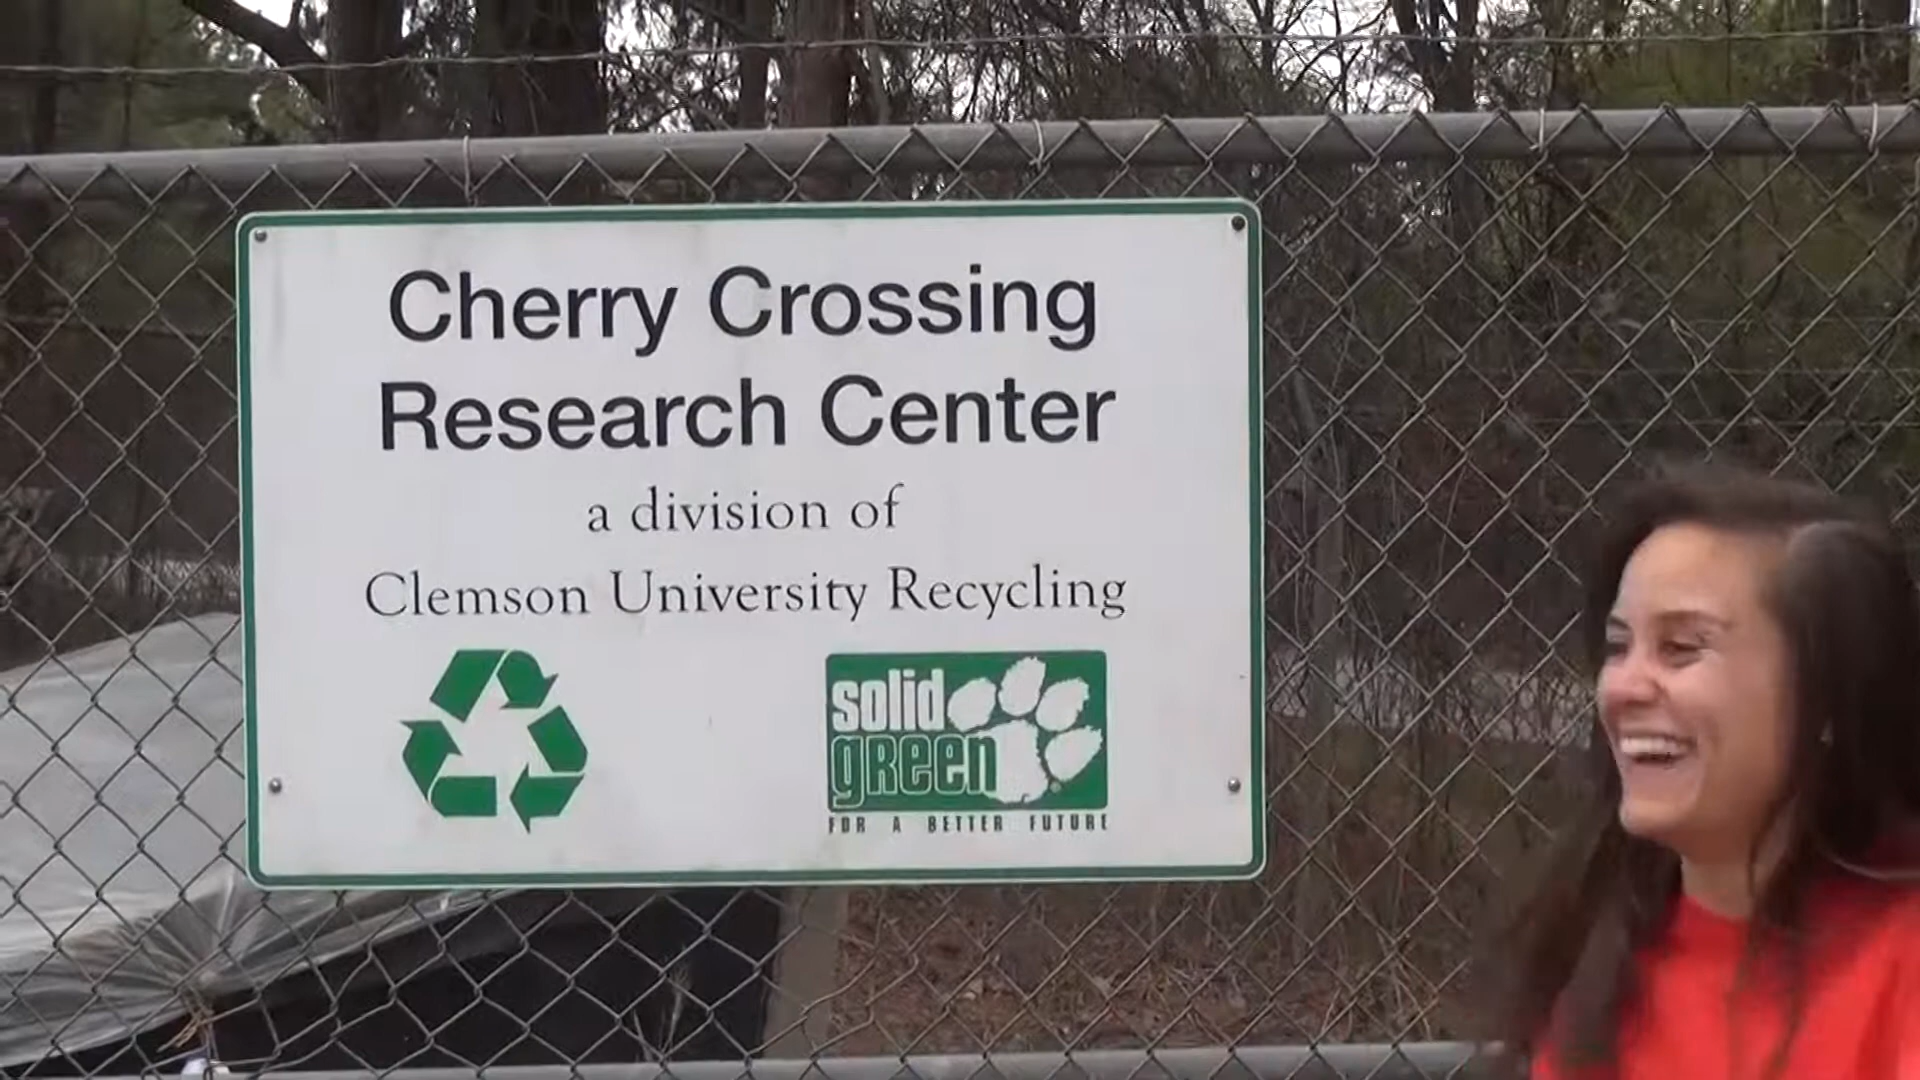 Cherry Crossing
Research Center
a division of
Clemson University Recycling
solid
green
FOR A BETTER FUTURE